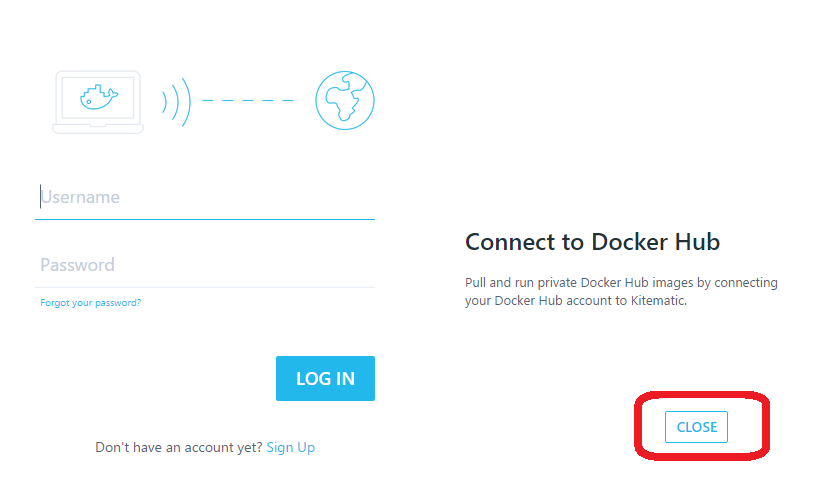 Username
Password
Forgot your password?
LOG IN
Don't have an account yet? Sign Up
Connect to Docker Hub
Pull and run private Docker Hub images by connecting
your Docker Hub account to Kitematic.
CLOSE